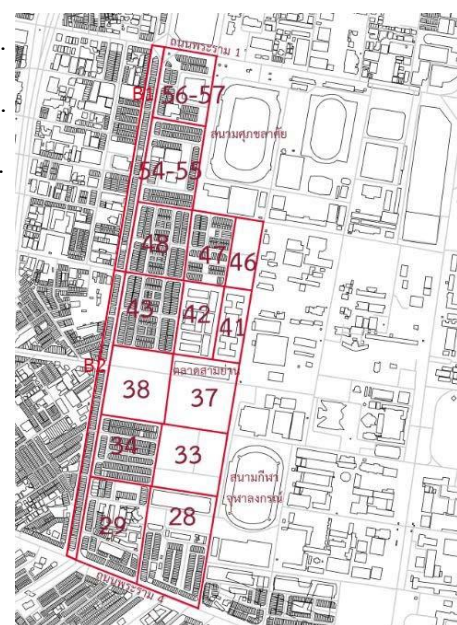 ถนนพระราม 1
B1 56-57
สนามศุภชลาศัย
54-55
48 47 46
43 42 41
B2
ตลาดสามย่าน
38 37
34 33
สนามกีฬา
จุฬาลงกรณ์
29 28
ถนนพระราม 4